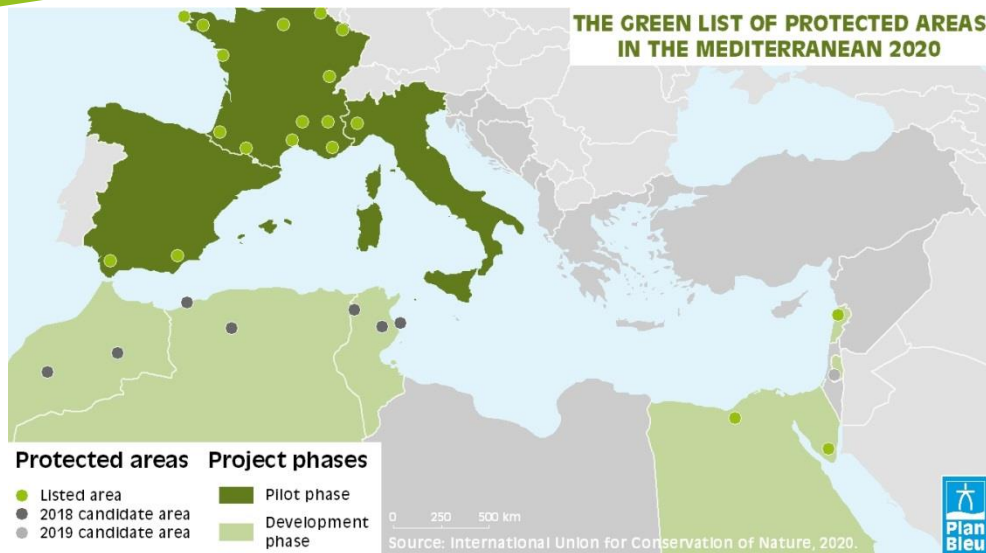 THE GREEN LIST OF PROTECTED AREAS
IN THE MEDITERRANEAN 2020
Protected areas
Listed area
2018 candidate area
2019 candidate area
Project phases
Pilot phase
Development
phase
0 250 500 km
Source: International Union for Conservation of Nature, 2020.
Plan
Bleu